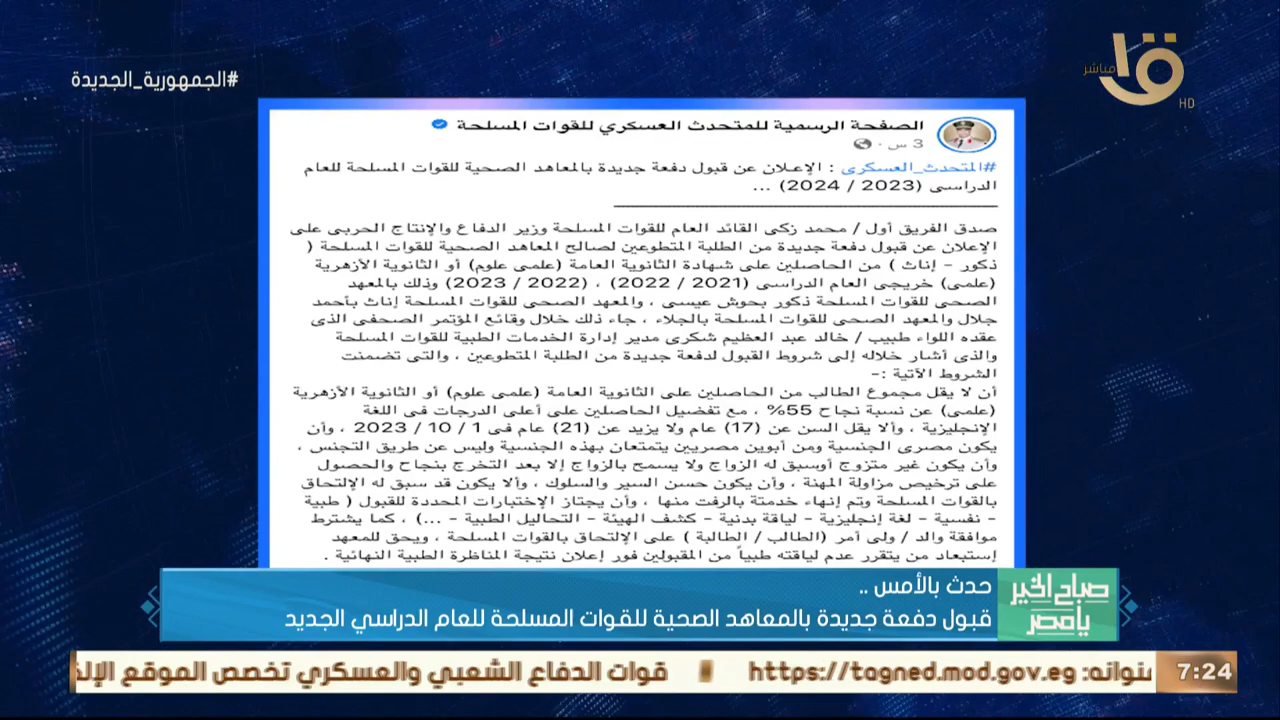 #الجمهورية_الجديدة
مباشر
HD
الصفحة الرسمية للمتحدث العسكري للقوات المسلحة
3 س ·
#المتحدث_العسكرى : الإعلان عن قبول دفعة جديدة بالمعاهد الصحية للقوات المسلحة للعام
الدراسى (2023 / 2024) ...
صدق الفريق أول / محمد زكى القائد العام للقوات المسلحة وزير الدفاع والإنتاج الحربى على
الإعلان عن قبول دفعة جديدة من الطلبة المتطوعين لصالح المعاهد الصحية للقوات المسلحة (
ذكور - إناث ) من الحاصلين على شهادة الثانوية العامة (علمى علوم) أو الثانوية الأزهرية
(علمى) خريجى العام الدراسى (2021 / 2022) ، (2022 / 2023) وذلك بالمعهد
الصحى للقوات المسلحة ذكور بحوش عيسى ، والمعهد الصحى للقوات المسلحة إناث بأحمد
جلال والمعهد الصحى للقوات المسلحة بالجلاء ، جاء ذلك خلال وقائع المؤتمر الصحفى الذى
عقده اللواء طبيب / خالد عبد العظيم شكرى مدير إدارة الخدمات الطبية للقوات المسلحة
والذى أشار خلاله إلى شروط القبول لدفعة جديدة من الطلبة المتطوعين ، والتى تضمنت
الشروط الآتية :-
أن لا يقل مجموع الطالب من الحاصلين على الثانوية العامة (علمى علوم) أو الثانوية الأزهرية
(علمى) عن نسبة نجاح 55% ، مع تفضيل الحاصلين على أعلى الدرجات فى اللغة
الإنجليزية ، وألا يقل السن عن (17) عام ولا يزيد عن (21) عام فى 1 / 10 / 2023 ، وأن
يكون مصرى الجنسية ومن أبوين مصريين يتمتعان بهذه الجنسية وليس عن طريق التجنس ،
وأن يكون غير متزوج أوسبق له الزواج ولا يسمح بالزواج إلا بعد التخرج بنجاح والحصول
على ترخيص مزاولة المهنة ، وأن يكون حسن السير والسلوك ، وألا يكون قد سبق له الإلتحاق
بالقوات المسلحة وتم إنهاء خدمتة بالرفت منها ، وأن يجتاز الإختبارات المحددة للقبول ( طبية
- نفسية - لغة إنجليزية - لياقة بدنية - كشف الهيئة - التحاليل الطبية - ...) ، كما يشترط
موافقة والد / ولى أمر (الطالب / الطالبة ) على الإلتحاق بالقوات المسلحة ، ويحق للمعهد
إستبعاد من يتقرر عدم لياقته طبياً من المقبولين فور إعلان نتيجة المناظرة الطبية النهائية .
صباح الخير
يا مصر
حدث بالأمس ..
قبول دفعة جديدة بالمعاهد الصحية للقوات المسلحة للعام الدراسي الجديد
7:24
بنوانه: https://tagned.mod.gov.eg
قوات الدفاع الشعبي والعسكري تخصص الموقع الإلك